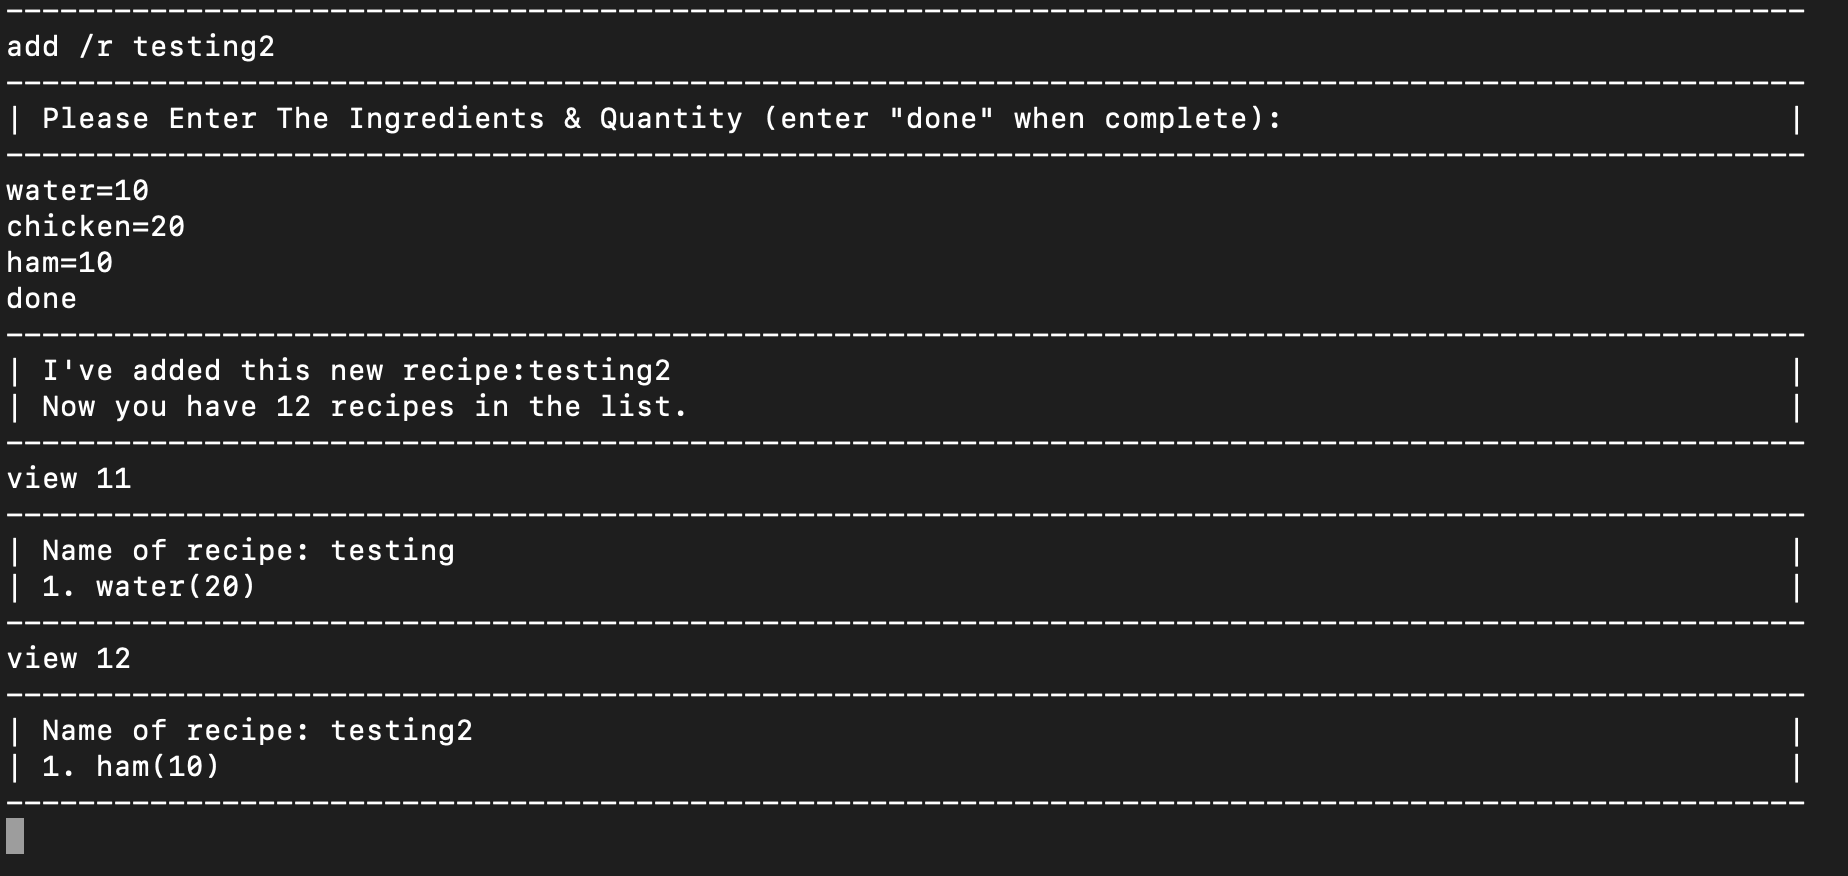 ----------------------------------------------------------------------------------------------------
add /r testing2
----------------------------------------------------------------------------------------------------
| Please Enter The Ingredients & Quantity (enter "done" when complete): |
----------------------------------------------------------------------------------------------------
water=10
chicken=20
ham=10
done
----------------------------------------------------------------------------------------------------
| I've added this new recipe:testing2 |
| Now you have 12 recipes in the list. |
----------------------------------------------------------------------------------------------------
view 11
----------------------------------------------------------------------------------------------------
| Name of recipe: testing |
| 1. water(20) |
----------------------------------------------------------------------------------------------------
view 12
----------------------------------------------------------------------------------------------------
| Name of recipe: testing2 |
| 1. ham(10) |
----------------------------------------------------------------------------------------------------